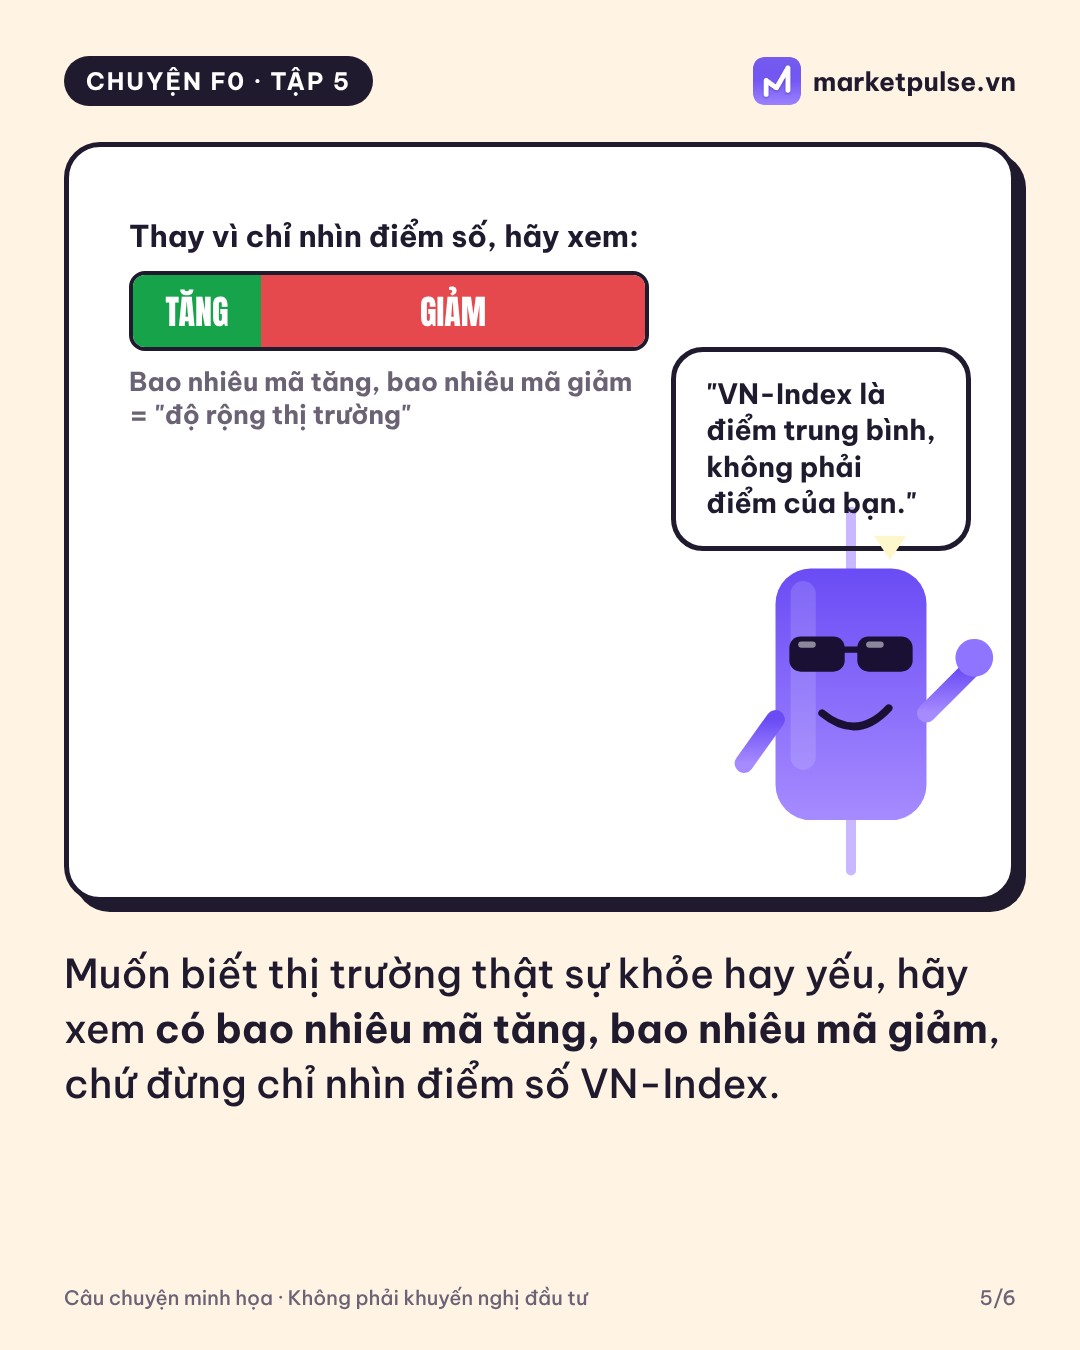 CHUYỆN F0 · TẬP 5
marketpulse.vn
Thay vì chỉ nhìn điểm số, hãy xem:
TĂNG
GIẢM
Bao nhiêu mã tăng, bao nhiêu mã giảm
= "độ rộng thị trường"
"VN-Index là
điểm trung bình,
không phải
điểm của bạn."
Muốn biết thị trường thật sự khỏe hay yếu, hãy
xem có bao nhiêu mã tăng, bao nhiêu mã giảm,
chứ đừng chỉ nhìn điểm số VN-Index.
Câu chuyện minh họa · Không phải khuyến nghị đầu tư
5/6